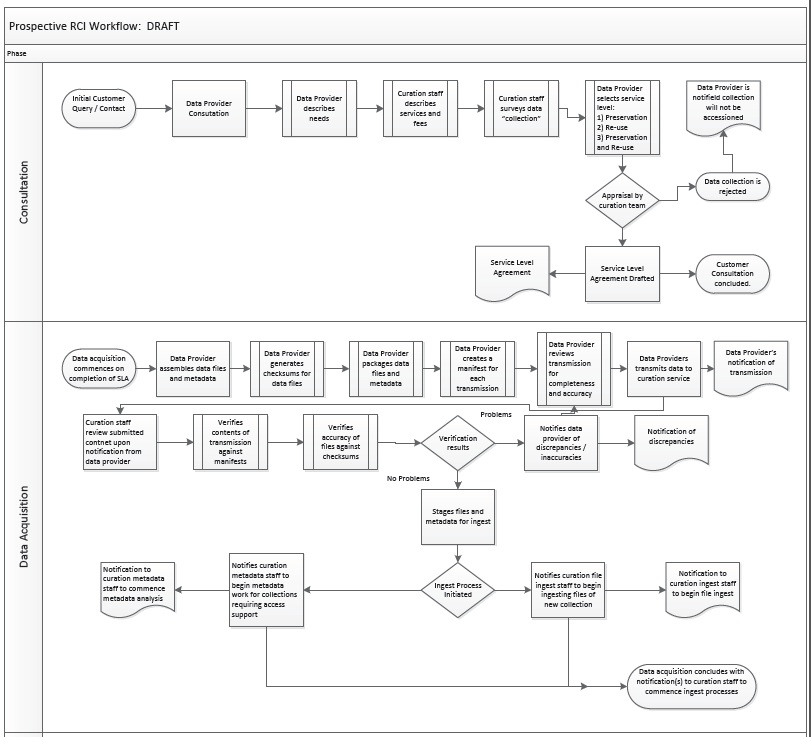 Prospective RCI Workflow:  DRAFT
Phase
Consultation
Initial Customer
Query / Contact
Data Provider
Consutation
Data Provider
describes
needs
Curation staff
describes
services and
fees
Curation staff
surveys data
"collection"
Data Provider
selects service
level:
1) Preservation
2) Re-use
3) Preservation
and Re-use
Data Provider is
notifield collection
will not be
accessioned
Appraisal by
curation team
Data collection is
rejected
Service Level
Agreement
Service Level
Agreement Drafted
Customer
Consultation
concluded.
Data Acquisition
Data acquisition
commences on
completion of SLA
Data Provider
assembles data files
and metadata
Data Provider
generates
checksums for
data files
Data Provider
packages data
files and
metadata
Data Provider
creates a
manifest for
each
transmission
Data Provider
reviews
transmission
for
completeness
and accuracy
Data Providers
transmits data to
curation service
Data Provider's
notification of
transmission
Curation staff
review submitted
contnet upon
notification from
data provider
Verifies
contents of
transmission
against
manifests
Verifies
accuracy of
files against
checksums
Verification
results
Problems
Notifies data
provider of
discrepancies /
inaccuracies
Notification of
discrepancies
No Problems
Stages files and
metadata for ingest
Notification to
curation metadata
staff to commence
metadata analysis
Notifies curation
metadata staff to
begin metadata
work for collections
requiring access
support
Ingest Process
Initiated
Notifies curation file
ingest staff to begin
ingesting files of
new collection
Notification to
curation ingest staff
to begin file ingest
Data acquisition concludes with
notification(s) to curation staff to
commence ingest processes